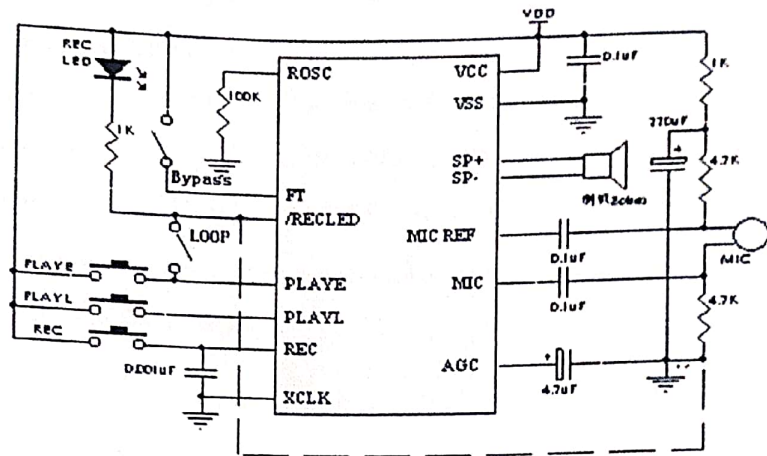 VDD
REC
LED
1K
100K
ROSC
VCC
0.1uF
1K
VSS
220uF
4.7K
SP+
SP-
Bypass
FT
/RECLED
LOOP
MIC REF
0.1uF
MIC
PLAYE
PLAYE
MIC
0.1uF
4.7K
PLAYL
PLAYL
REC
REC
0.001uF
AGC
4.7uF
XCLK